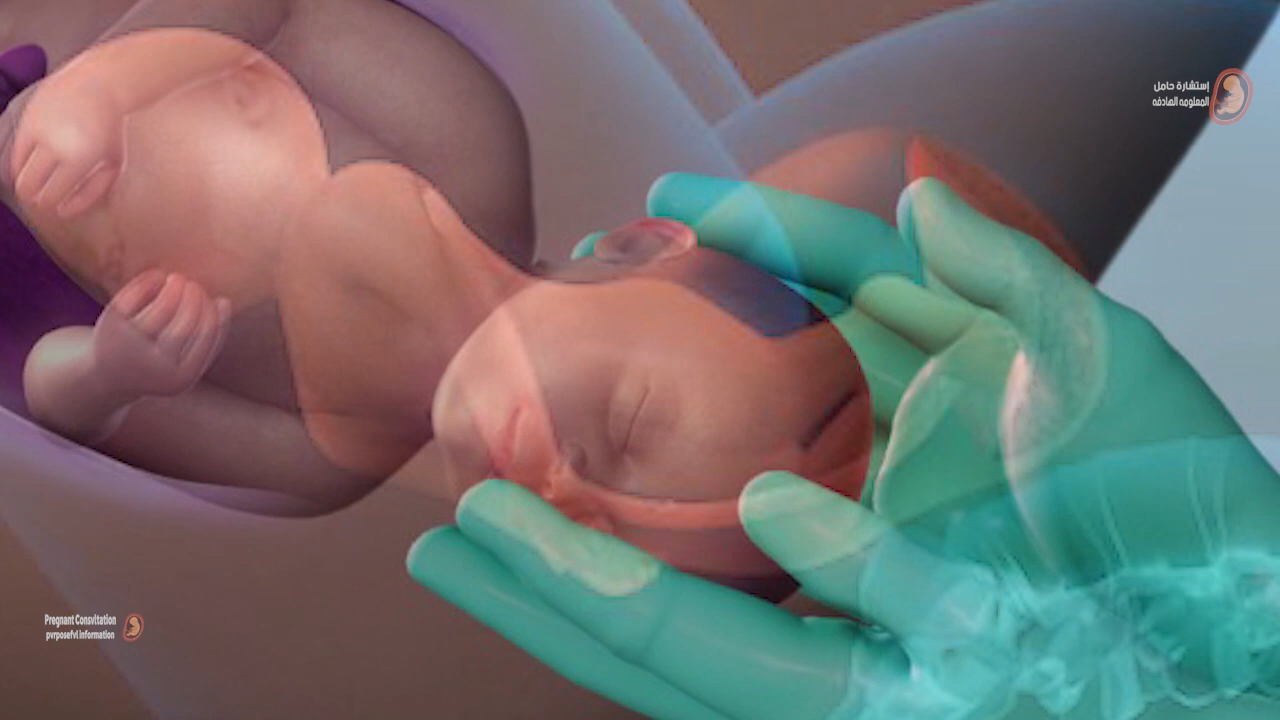 إستشارة حامل
المعلومه الهادفه
Pregnant Consvltation
pvrposefvl information